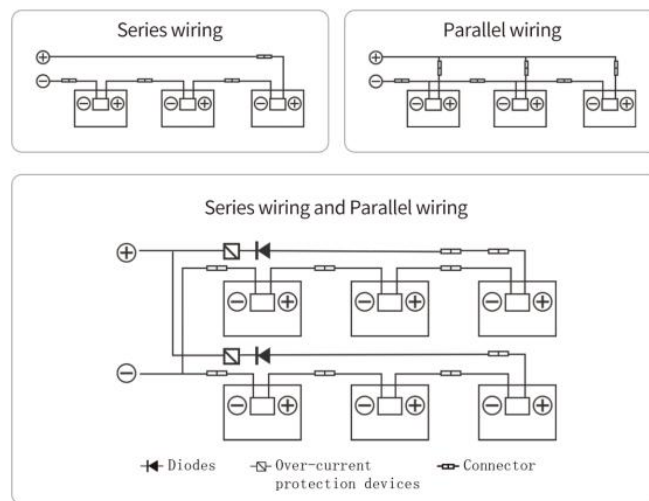 Series wiring
Parallel wiring
Series wiring and Parallel wiring
Diodes
Over-current
protection devices
Connector